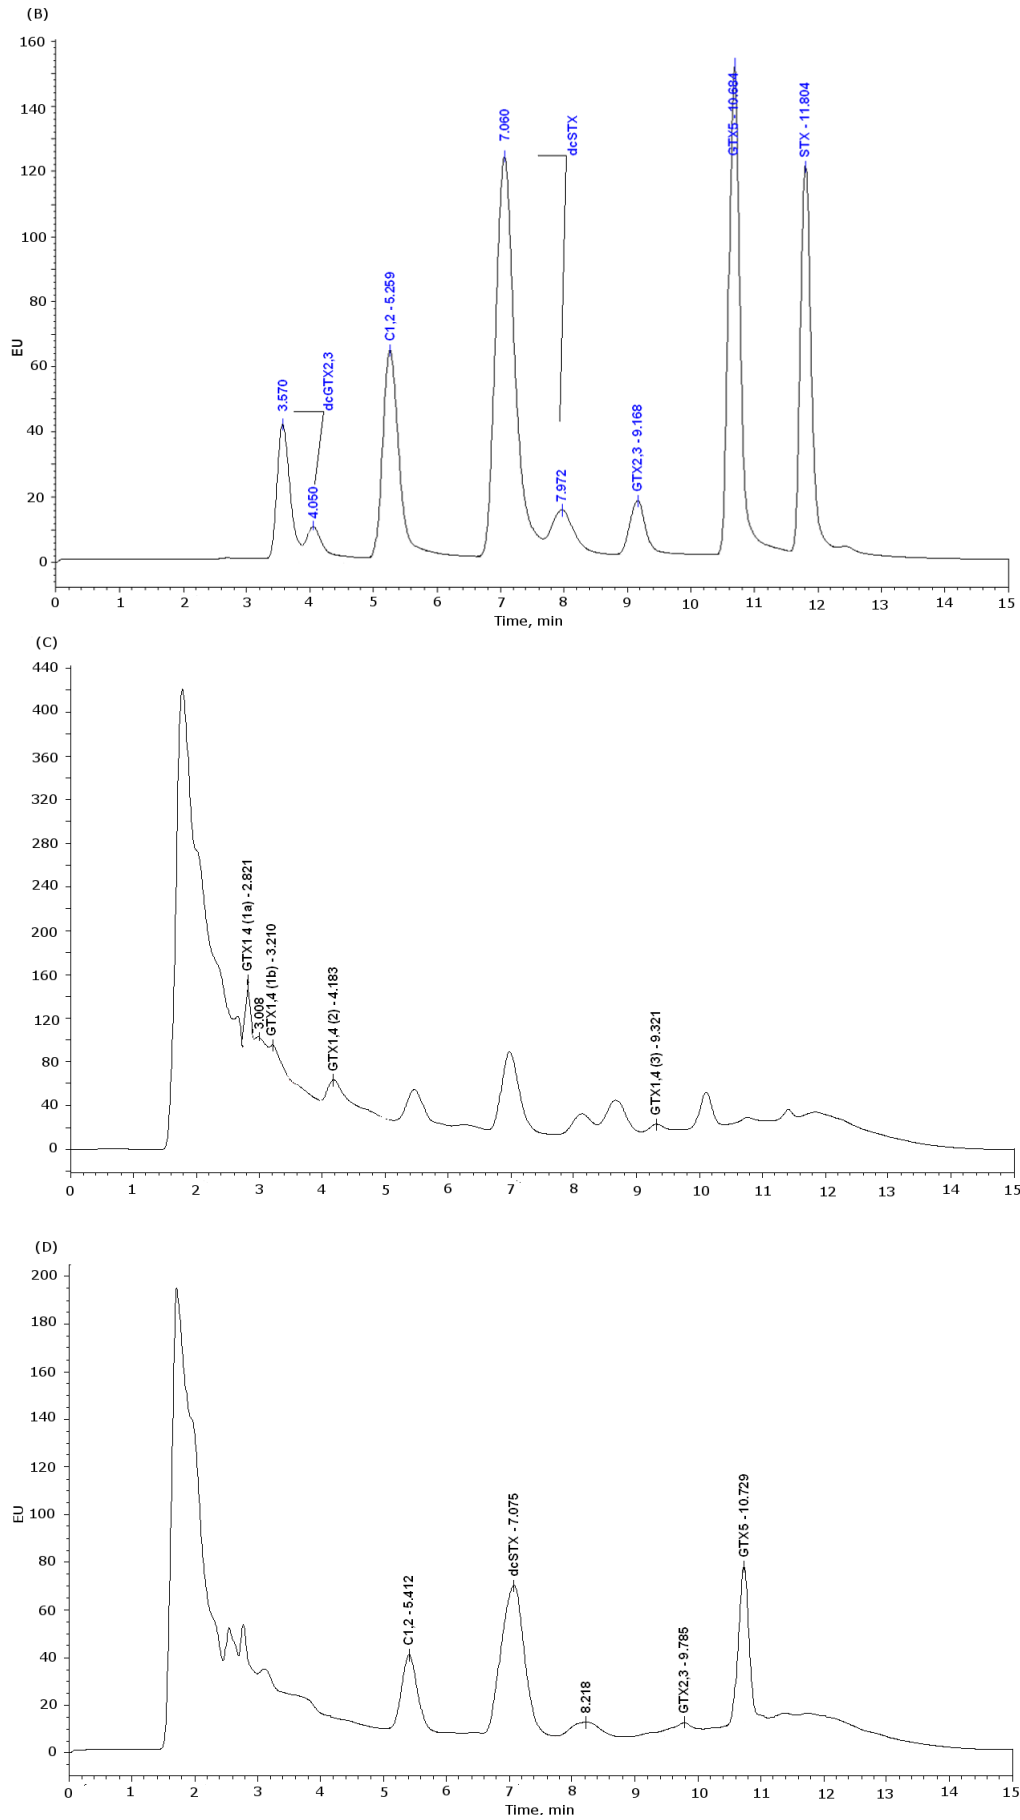 (B)
160
140
120
100
80
60
40
20
0
EU
3.570
dcGTX2,3
4.050
C1,2 - 5.259
7.060
dcSTX
7.972
GTX2,3 - 9.168
GTX5 - 10.684
STX - 11.804
0 1 2 3 4 5 6 7 8 9 10 11 12 13 14 15
Time, min
(C)
440
400
360
320
280
240
200
160
120
80
40
0
GTX1 4 (1a) - 2.821
3.008
GTX1,4 (1b) - 3.210
GTX1,4 (2) - 4.183
GTX1,4 (3) - 9.321
0 1 2 3 4 5 6 7 8 9 10 11 12 13 14 15
(D)
200
180
160
140
120
100
80
60
40
20
0
EU
C1,2 - 5.412
dcSTX - 7.075
8.218
GTX2,3 - 9.785
GTX5 - 10.729
0 1 2 3 4 5 6 7 8 9 10 11 12 13 14 15
Time, min